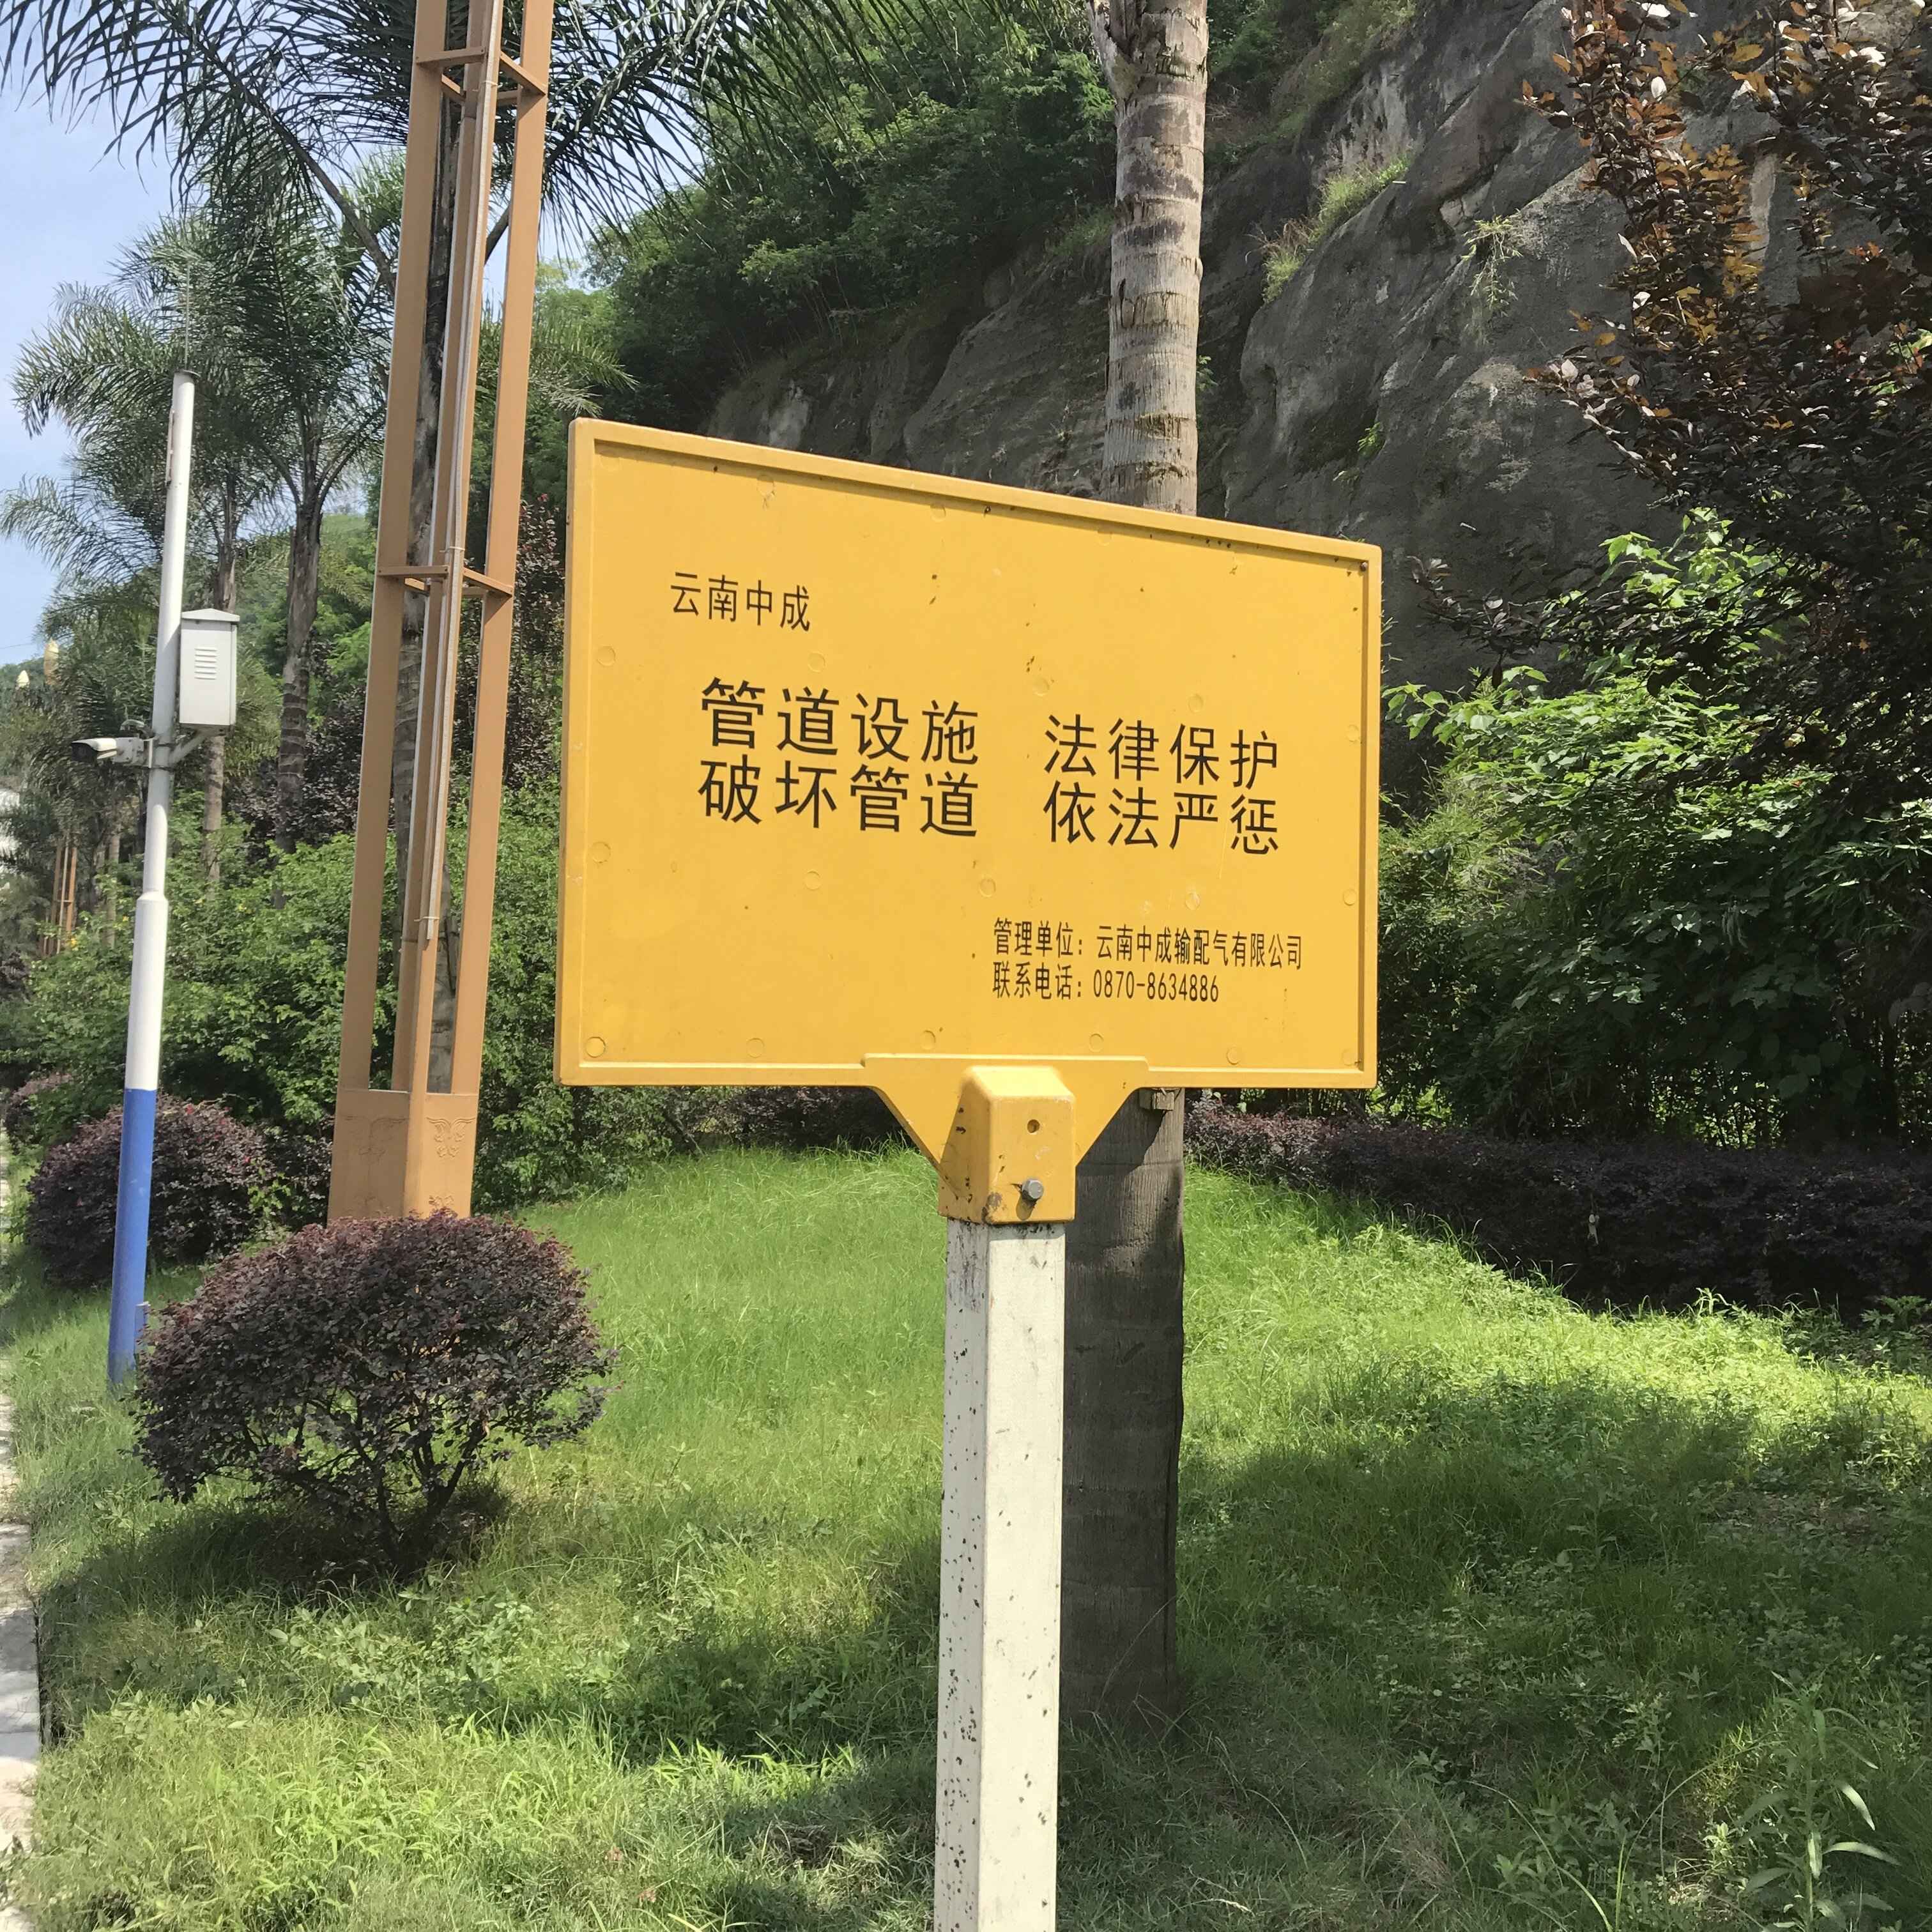 云南中成
管道设施 法律保护
破坏管道 依法严惩
管理单位：云南中成输配气有限公司
联系电话：0870-8634886